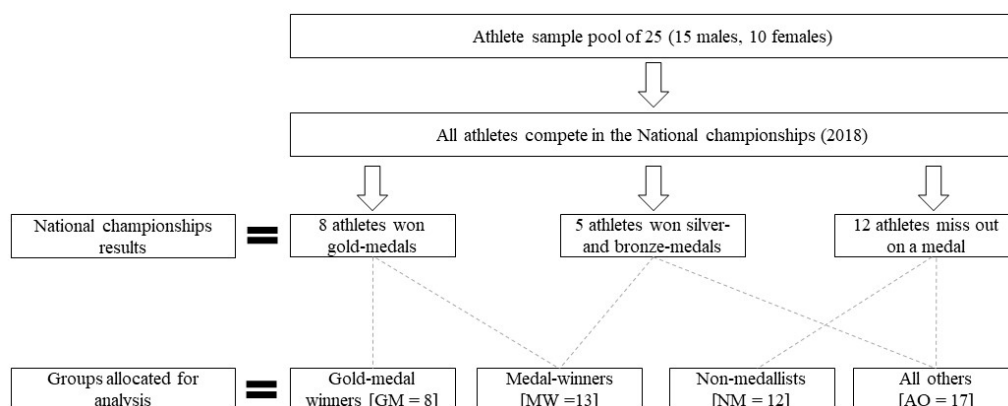 Athlete sample pool of 25 (15 males, 10 females)
All athletes compete in the National championships (2018)
National championships
results
=
8 athletes won
gold-medals
5 athletes won silver-
and bronze-medals
12 athletes miss out
on a medal
Groups allocated for
analysis
=
Gold-medal
winners [GM = 8]
Medal-winners
[MW =13]
Non-medallists
[NM = 12]
All others
[AO = 17]